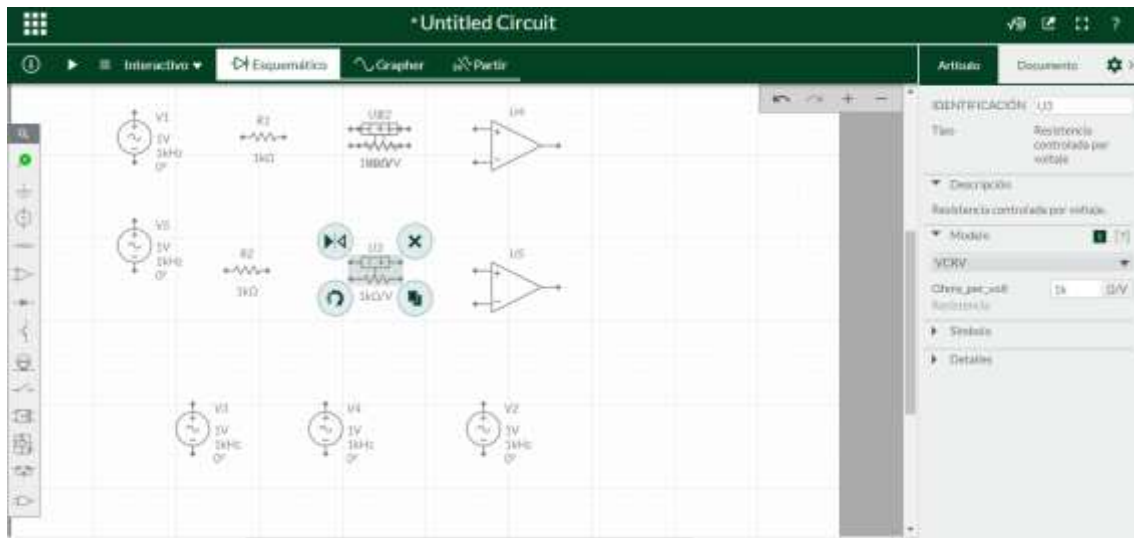 *Untitled Circuit
?
Interactivo
Esquemático
Grapher
Partir
Artículo
Documento
V1
1V
1kHz
0°
R1
1kΩ
U4
IDENTIFICACIÓN
U3
Tipo
Resistencia
controlada por
voltaje
Descripción
Resistencia controlada por voltaje.
Modelo
[?]
VCRV
1k
Ω/V
Resistencia
Símbolo
Detalles
1V
1kHz
0°
R2
1kΩ
U3
1kΩ/V
U5
V3
1V
1kHz
0°
V4
1V
1kHz
0°
V2
1V
1kHz
0°